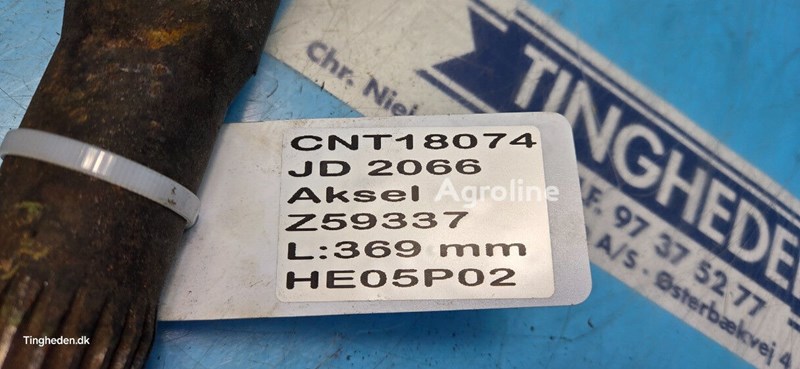 CNT18074
JD 2066
Aksel
Z59337
L:369 mm
HE05P02
Agroline
TINGHEDEN
Chr. Niel
F. 97 37 52 77
A/S · Østerbækvej 4
Tingheden.dk